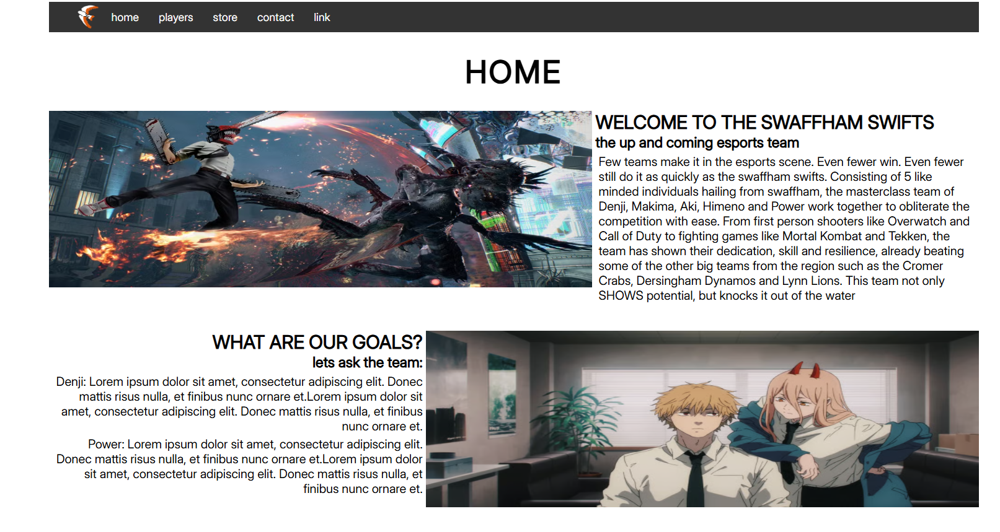 home players store contact link
HOME
WELCOME TO THE SWAFFHAM SWIFTS
the up and coming esports team
Few teams make it in the esports scene. Even fewer win. Even fewer
still do it as quickly as the swaffham swifts. Consisting of 5 like
minded individuals hailing from swaffham, the masterclass team of
Denji, Makima, Aki, Himeno and Power work together to obliterate the
competition with ease. From first person shooters like Overwatch and
Call of Duty to fighting games like Mortal Kombat and Tekken, the
team has shown their dedication, skill and resilience, already beating
some of the other big teams from the region such as the Cromer
Crabs, Dersingham Dynamos and Lynn Lions. This team not only
SHOWS potential, but knocks it out of the water
WHAT ARE OUR GOALS?
lets ask the team:
Denji: Lorem ipsum dolor sit amet, consectetur adipiscing elit. Donec
mattis risus nulla, et finibus nunc ornare et.Lorem ipsum dolor sit
amet, consectetur adipiscing elit. Donec mattis risus nulla, et finibus
nunc ornare et.
Power: Lorem ipsum dolor sit amet, consectetur adipiscing elit.
Donec mattis risus nulla, et finibus nunc ornare et.Lorem ipsum dolor
sit amet, consectetur adipiscing elit. Donec mattis risus nulla, et
finibus nunc ornare et.